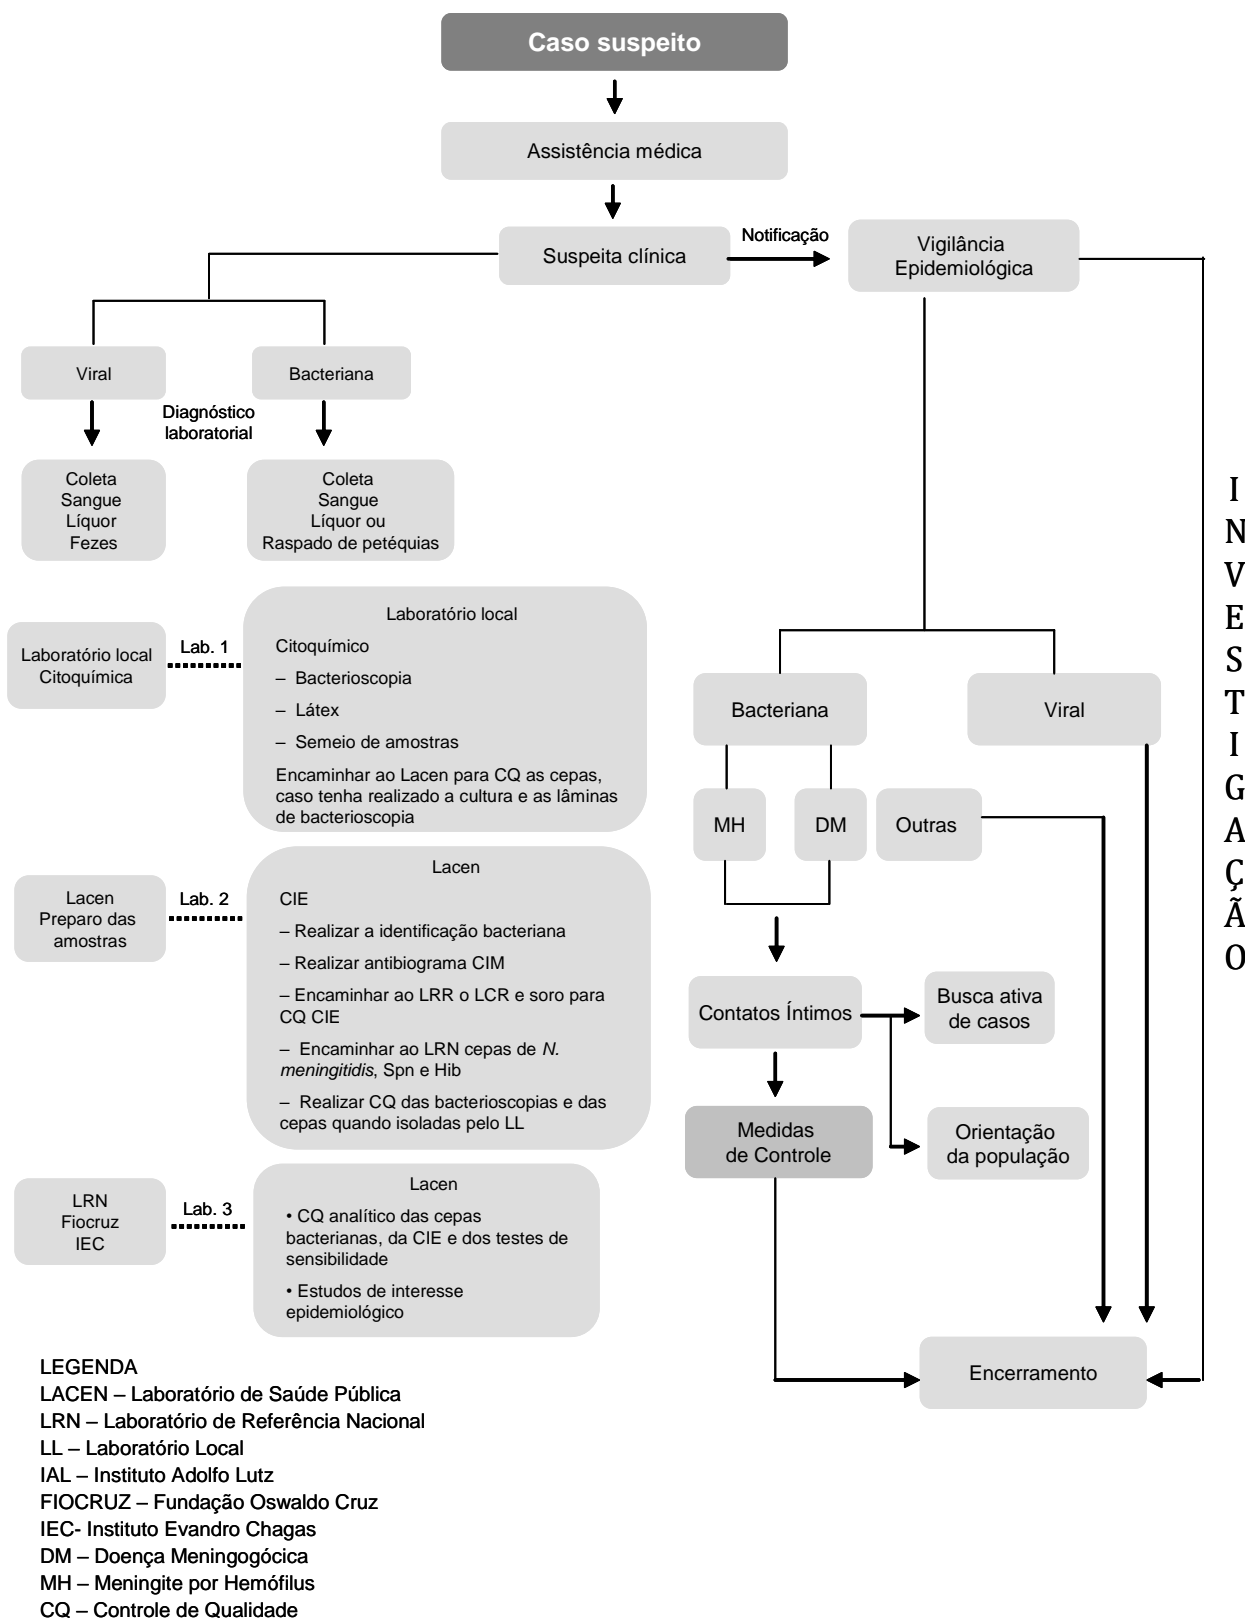 Caso suspeito
Assistência médica
Suspeita clínica
Notificação
Vigilância
Epidemiológica
Viral
Bacteriana
Diagnóstico
laboratorial
Coleta
Sangue
Líquor
Fezes
Coleta
Sangue
Líquor ou
Raspado de petéquias
Laboratório local
Citoquímica
Lab. 1
Laboratório local
Citoquímico
– Bacterioscopia
– Látex
– Semeio de amostras
Encaminhar ao Lacen para CQ as cepas,
caso tenha realizado a cultura e as lâminas
de bacterioscopia
Lacen
Preparo das
amostras
Lab. 2
Lacen
CIE
– Realizar a identificação bacteriana
– Realizar antibiograma CIM
– Encaminhar ao LRR o LCR e soro para
CQ CIE
– Encaminhar ao LRN cepas de N.
meningitidis, Spn e Hib
– Realizar CQ das bacterioscopias e das
cepas quando isoladas pelo LL
LRN
Fiocruz
IEC
Lab. 3
Lacen
• CQ analítico das cepas
bacterianas, da CIE e dos testes de
sensibilidade
• Estudos de interesse
epidemiológico
Bacteriana
Viral
MH
DM
Outras
Contatos Íntimos
Busca ativa
de casos
Medidas
de Controle
Orientação
da população
Encerramento
INVESTIGAÇÃO
LEGENDA
LACEN – Laboratório de Saúde Pública
LRN – Laboratório de Referência Nacional
LL – Laboratório Local
IAL – Instituto Adolfo Lutz
FIOCRUZ – Fundação Oswaldo Cruz
IEC- Instituto Evandro Chagas
DM – Doença Meningogócica
MH – Meningite por Hemófilus
CQ – Controle de Qualidade